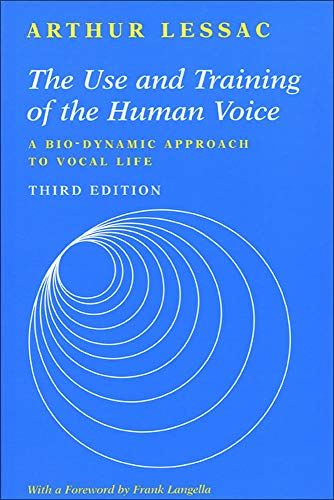 ARTHUR LESSAC
The Use and Training
of the Human Voice
A BIO-DYNAMIC APPROACH
TO VOCAL LIFE
THIRD EDITION
With a Foreword by Frank Langella